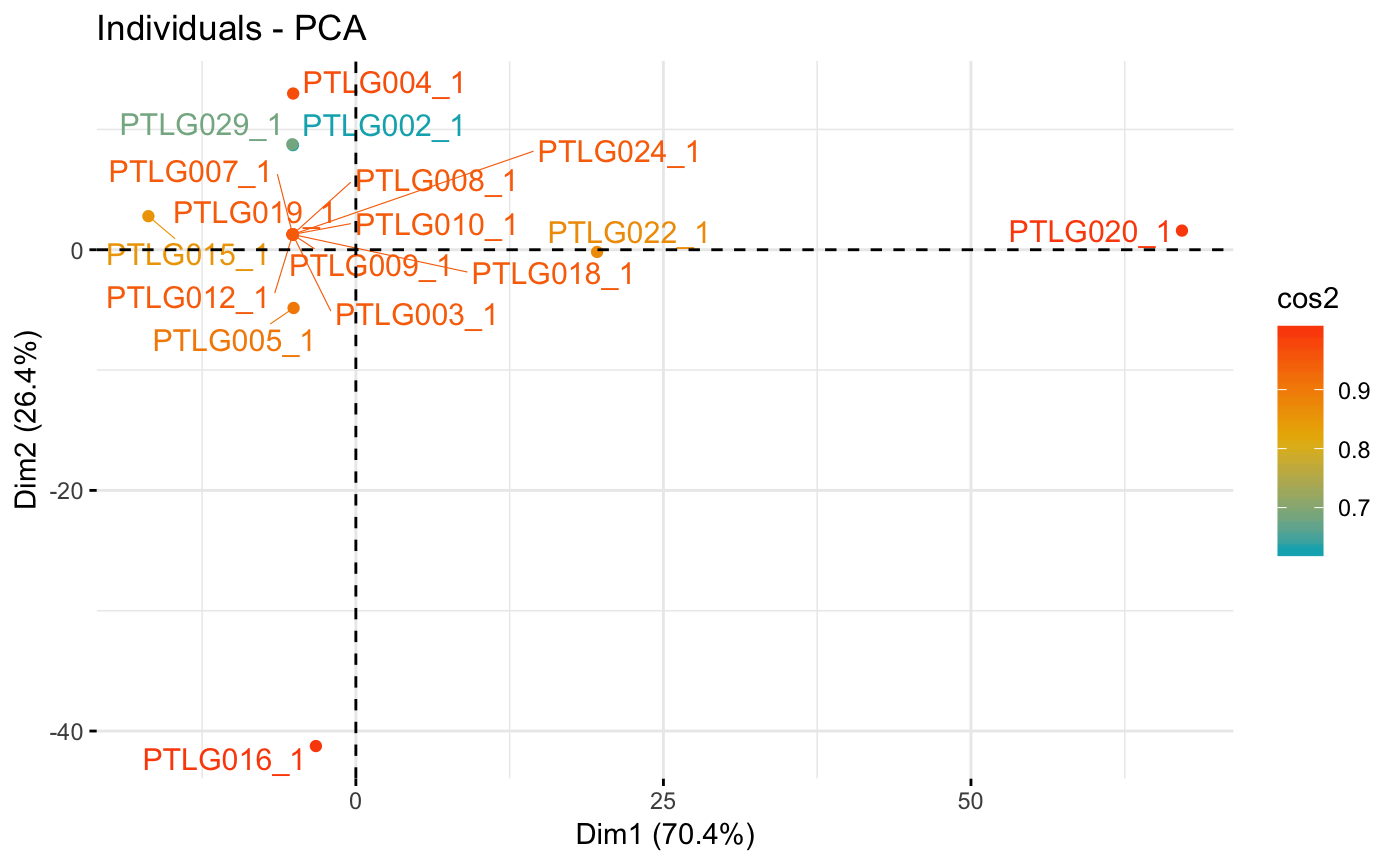 Individuals - PCA
PTLG004_1
PTLG029_1
PTLG002_1
PTLG024_1
PTLG007_1
PTLG008_1
PTLG019_1
PTLG010_1
PTLG022_1
PTLG020_1
PTLG015_1
PTLG009_1
PTLG018_1
PTLG012_1
PTLG003_1
PTLG005_1
PTLG016_1
0
-20
-40
Dim2 (26.4%)
0
25
50
Dim1 (70.4%)
cos2
0.9
0.8
0.7